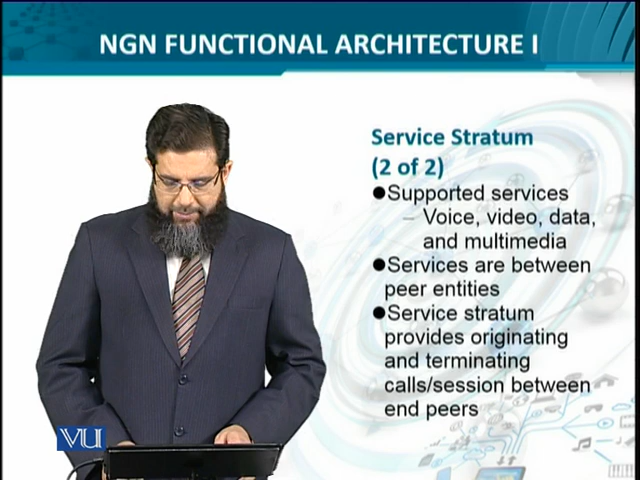 NGN FUNCTIONAL ARCHITECTURE I
Service Stratum
(2 of 2)
●Supported services
– Voice, video, data,
and multimedia
●Services are between
peer entities
●Service stratum
provides originating
and terminating
calls/session between
end peers
VU